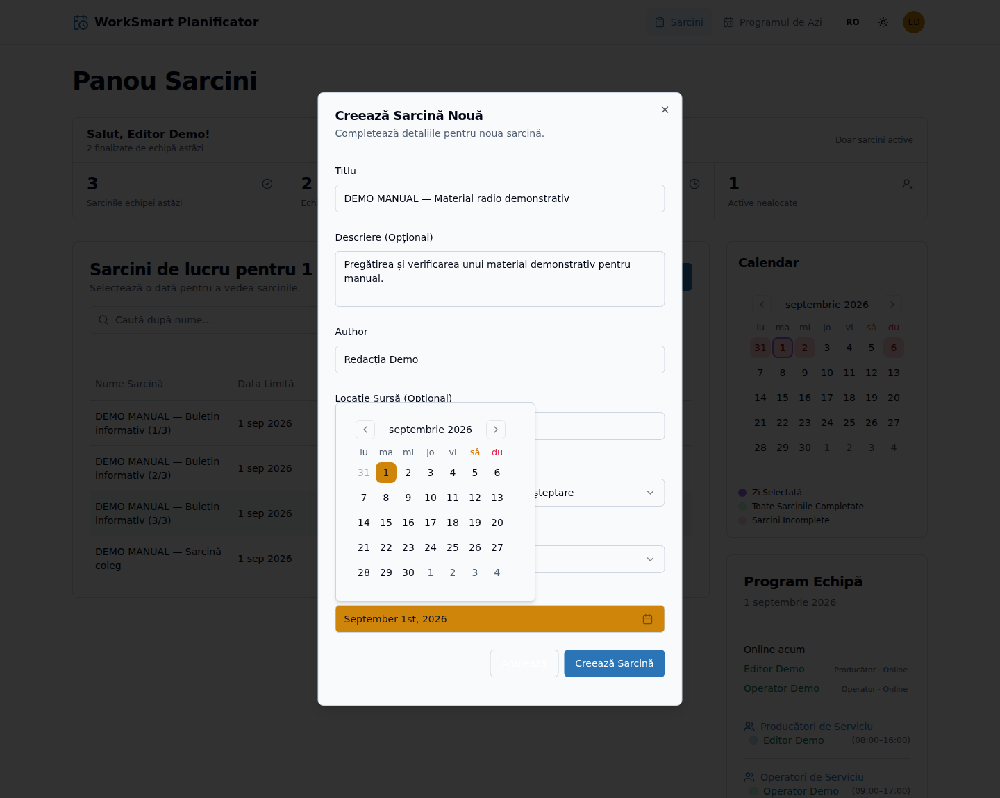 WorkSmart Planificator
Sarcini
Programul de Azi
RO
ED
Panou Sarcini
Salut, Editor Demo!
2 finalizate de echipă astăzi
Doar sarcini active
3
Sarcinile echipei astăzi
2
1
Active nealocate
Sarcini de lucru pentru 1
Selectează o dată pentru a vedea sarcinile.
Caută după nume...
Nume Sarcină
Data Limită
DEMO MANUAL — Buletin
informativ (1/3)
1 sep 2026
DEMO MANUAL — Buletin
informativ (2/3)
1 sep 2026
DEMO MANUAL — Buletin
informativ (3/3)
1 sep 2026
DEMO MANUAL — Sarcină
coleg
1 sep 2026
Creează Sarcină Nouă
Completează detaliile pentru noua sarcină.
Titlu
DEMO MANUAL — Material radio demonstrativ
Descriere (Opțional)
Pregătirea și verificarea unui material demonstrativ pentru
manual.
Author
Redacția Demo
Locație Sursă (Opțional)
septembrie 2026
lu ma mi jo vi sâ du
31 1 2 3 4 5 6
7 8 9 10 11 12 13
14 15 16 17 18 19 20
21 22 23 24 25 26 27
28 29 30 1 2 3 4
șteptare
September 1st, 2026
Anulează
Creează Sarcină
Calendar
septembrie 2026
lu ma mi jo vi sâ du
31 1 2 3 4 5 6
7 8 9 10 11 12 13
14 15 16 17 18 19 20
21 22 23 24 25 26 27
28 29 30 1 2 3 4
Zi Selectată
Toate Sarcinile Complete
Sarcini Incomplete
Program Echipă
1 septembrie 2026
Online acum
Editor Demo
Producător · Online
Operator Demo
Operator · Online
Producători de Serviciu
Editor Demo
(08:00–16:00)
Operatori de Serviciu
Operator Demo
(09:00–17:00)